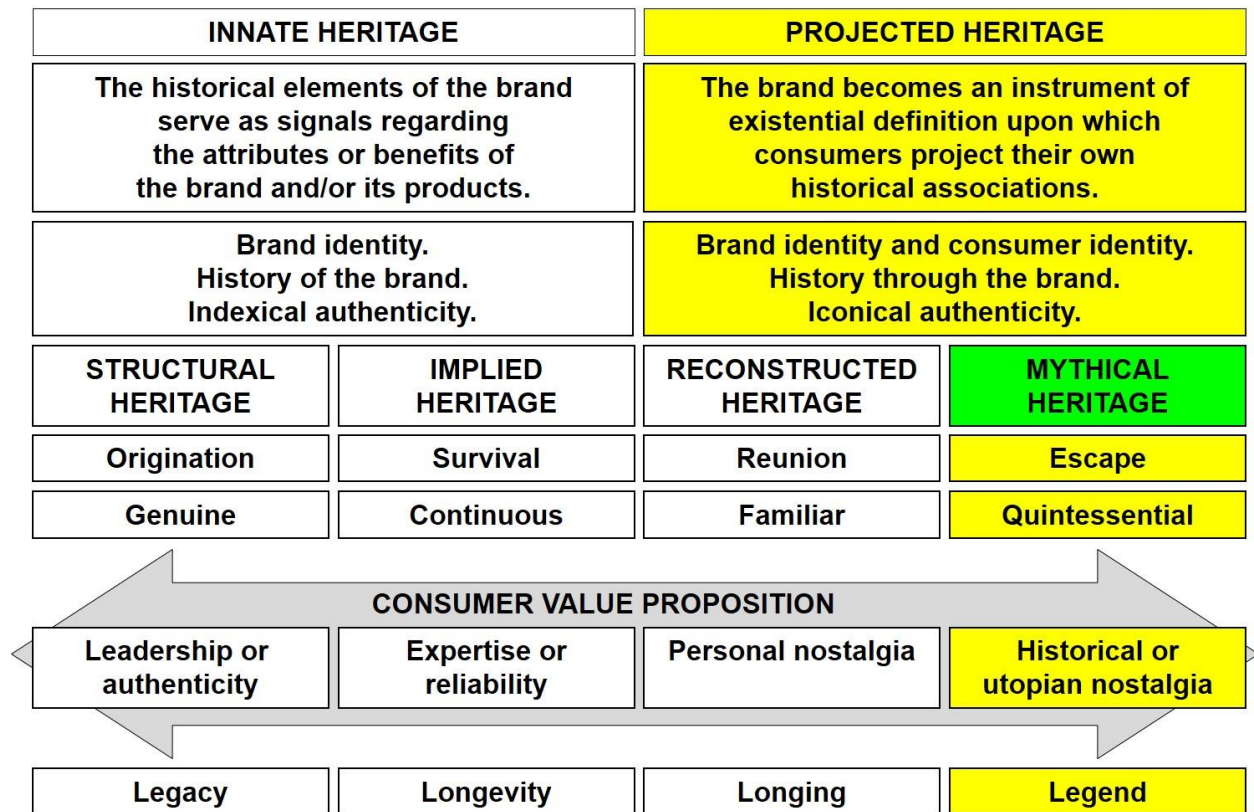 INNATE HERITAGE
PROJECTED HERITAGE
The historical elements of the brand
serve as signals regarding
the attributes or benefits of
the brand and/or its products.
The brand becomes an instrument of
existential definition upon which
consumers project their own
historical associations.
Brand identity.
History of the brand.
Indexical authenticity.
Brand identity and consumer identity.
History through the brand.
Iconical authenticity.
STRUCTURAL
HERITAGE
IMPLIED
HERITAGE
RECONSTRUCTED
HERITAGE
MYTHICAL
HERITAGE
Origination
Survival
Reunion
Escape
Genuine
Continuous
Familiar
Quintessential
CONSUMER VALUE PROPOSITION
Leadership or
authenticity
Expertise or
reliability
Personal nostalgia
Historical or
utopian nostalgia
Legacy
Longevity
Longing
Legend